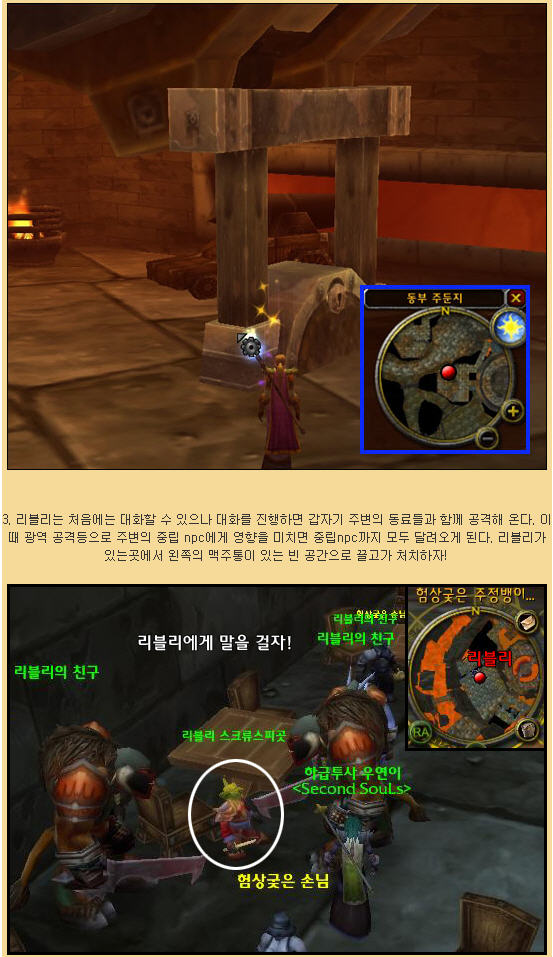 동부 주둔지
N
3. 리블리는 처음에는 대화할 수 있으나 대화를 진행하면 갑자기 주변의 동료들과 함께 공격해 온다. 이
때 광역 공격등으로 주변의 중립 npc에게 영향을 미치면 중립npc까지 모두 달려오게 된다. 리블리가
있는곳에서 왼쪽의 맥주통이 있는 빈 공간으로 끌고가 처치하자!
험상궂은 주정뱅이...
N
험상궂은 손님
리블리의 친구
리블리에게 말을 걸자!
리블리의 친구
리블리
리블리의 친구
리블리 스크류스피곳
RA
하급투사 우연이
<Second SouLs>
험상궂은 손님